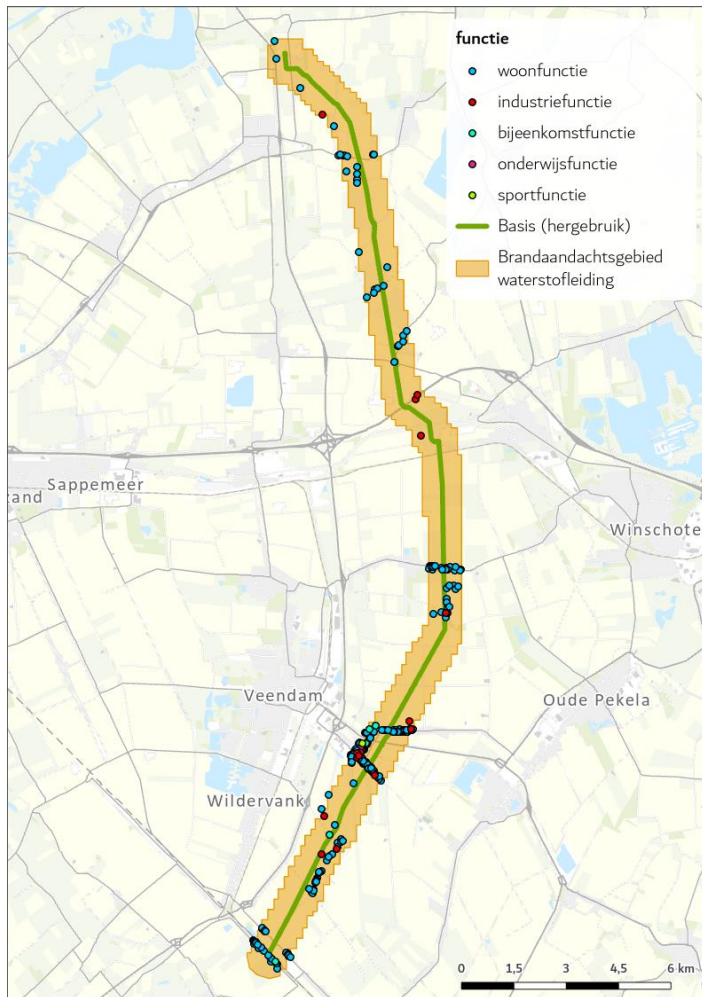 functie
woonfunctie
industriefunctie
bijeenkomstfunctie
onderwijsfunctie
sportfunctie
Basis (hergebruik)
Brandaandachtsgebied
waterstofleiding
Sappemeer
zand
Winschote
Veendam
Oude Pekela
Wildervank
0 1,5 3 4,5 6 km